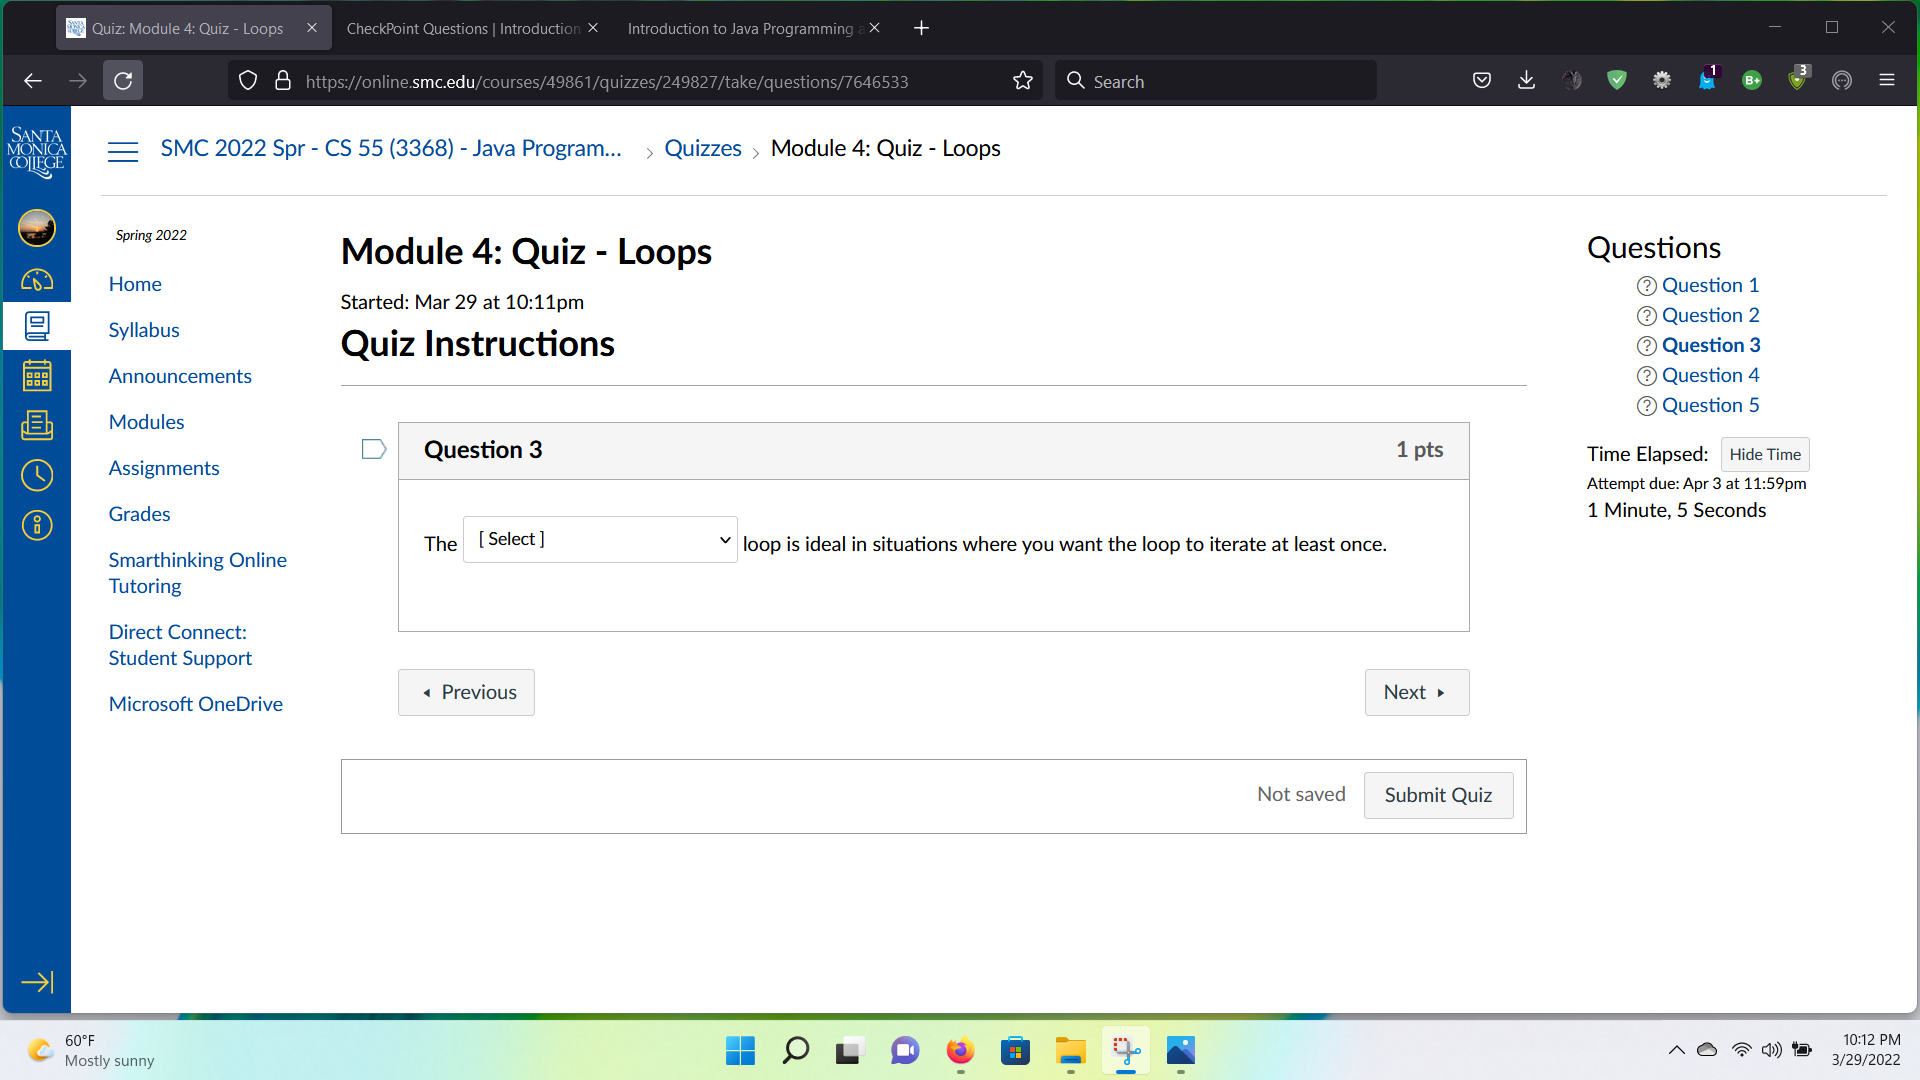 Quiz: Module 4: Quiz - Loops
CheckPoint Questions | Introduction
Introduction to Java Programming a
https://online.smc.edu/courses/49861/quizzes/249827/take/questions/7646533
Search
1
B+
3
SANTA
MONICA
COLLEGE
SMC 2022 Spr - CS 55 (3368) - Java Program... > Quizzes > Module 4: Quiz - Loops
Spring 2022
Home
Syllabus
Announcements
Modules
Assignments
Grades
Smarthinking Online
Tutoring
Direct Connect:
Student Support
Microsoft OneDrive
Module 4: Quiz - Loops
Started: Mar 29 at 10:11pm
Quiz Instructions
Question 3
1 pts
The [ Select ] loop is ideal in situations where you want the loop to iterate at least once.
Previous
Next
Not saved
Submit Quiz
Questions
Question 1
Question 2
Question 3
Question 4
Question 5
Time Elapsed: Hide Time
Attempt due: Apr 3 at 11:59pm
1 Minute, 5 Seconds
60°F
Mostly sunny
10:12 PM
3/29/2022